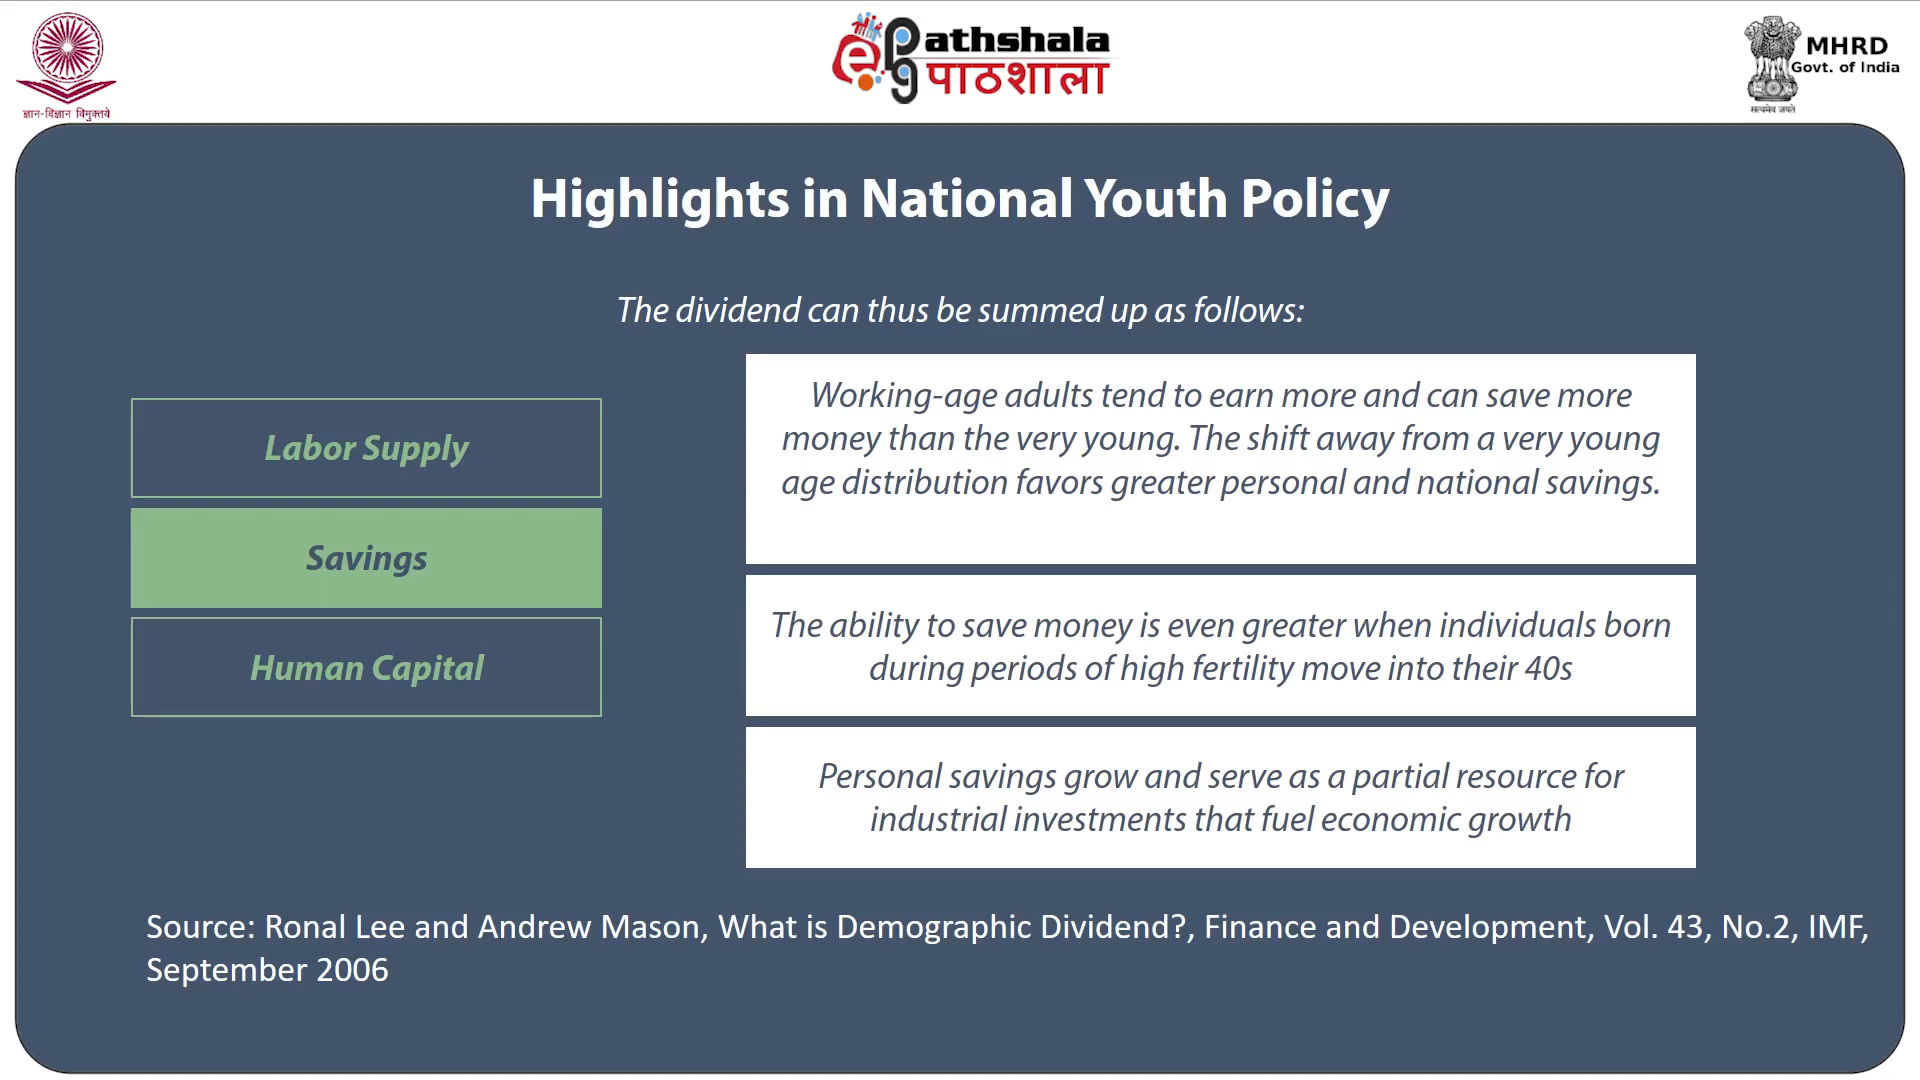 ज्ञान-विज्ञान विमुक्तये
ePG
athshala
पाठशाला
सत्यमेव जयते
MHRD
Govt. of India
Highlights in National Youth Policy
The dividend can thus be summed up as follows:
Labor Supply
Savings
Human Capital
Working-age adults tend to earn more and can save more
money than the very young. The shift away from a very young
age distribution favors greater personal and national savings.
The ability to save money is even greater when individuals born
during periods of high fertility move into their 40s
Personal savings grow and serve as a partial resource for
industrial investments that fuel economic growth
Source: Ronal Lee and Andrew Mason, What is Demographic Dividend?, Finance and Development, Vol. 43, No.2, IMF,
September 2006